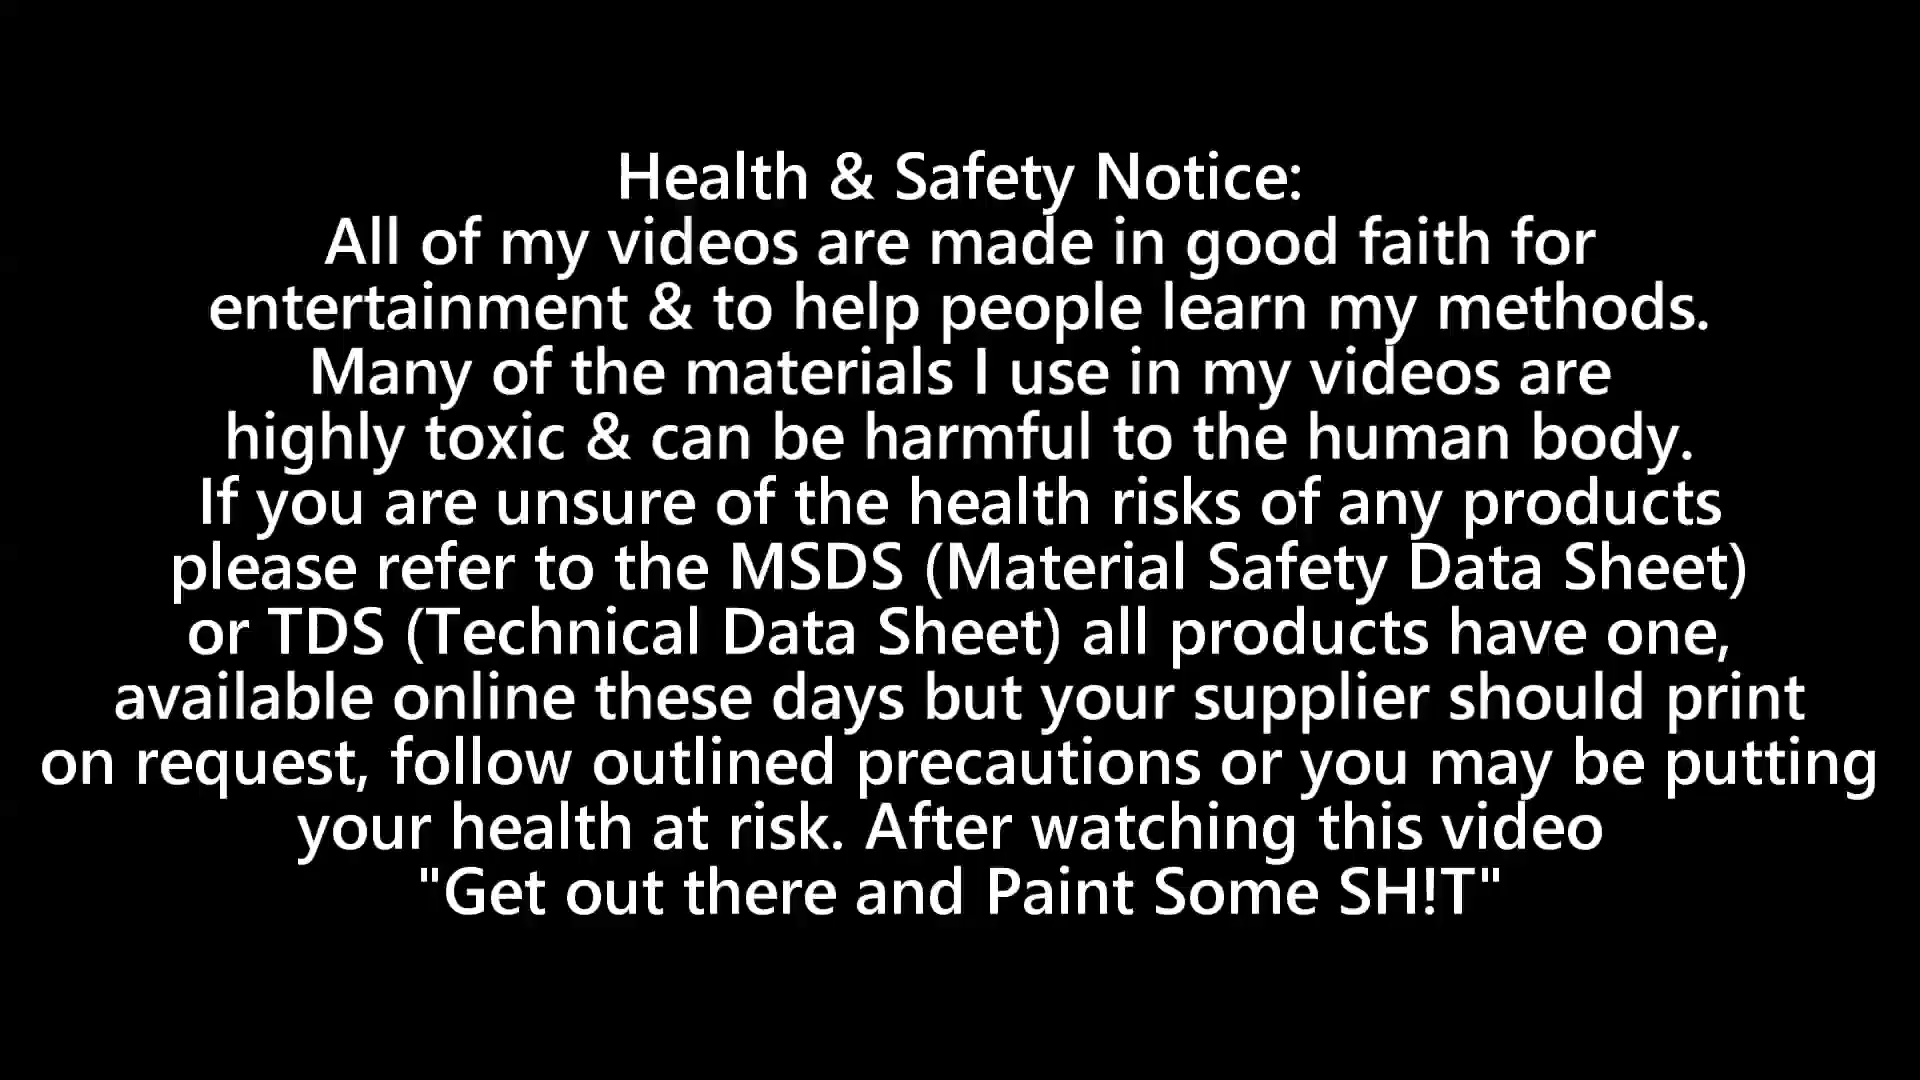 Health & Safety Notice:
All of my videos are made in good faith for
entertainment & to help people learn my methods.
Many of the materials I use in my videos are
highly toxic & can be harmful to the human body.
If you are unsure of the health risks of any products
please refer to the MSDS (Material Safety Data Sheet)
or TDS (Technical Data Sheet) all products have one,
available online these days but your supplier should print
on request, follow outlined precautions or you may be putting
your health at risk. After watching this video
"Get out there and Paint Some SH!T"